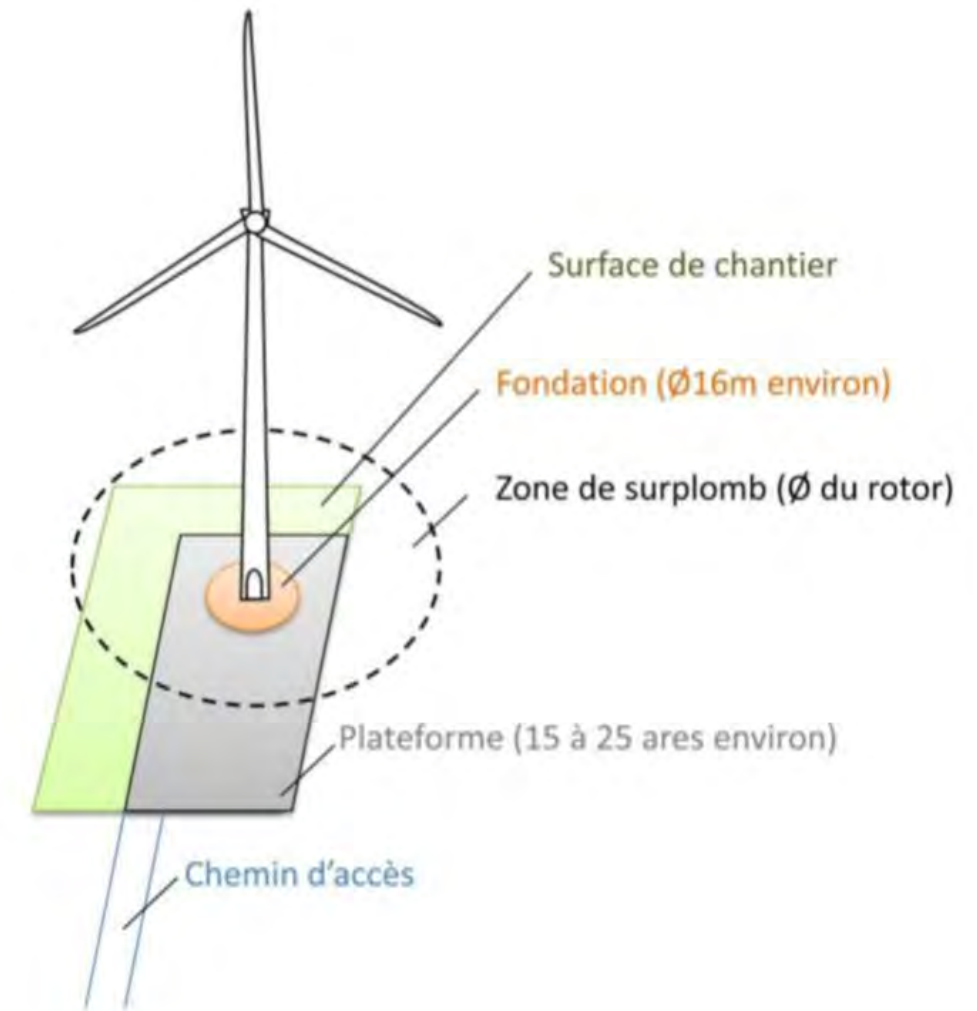 Surface de chantier
Fondation (Ø16m environ)
Zone de surplomb (Ø du rotor)
Plateforme (15 à 25 ares environ)
Chemin d'accès